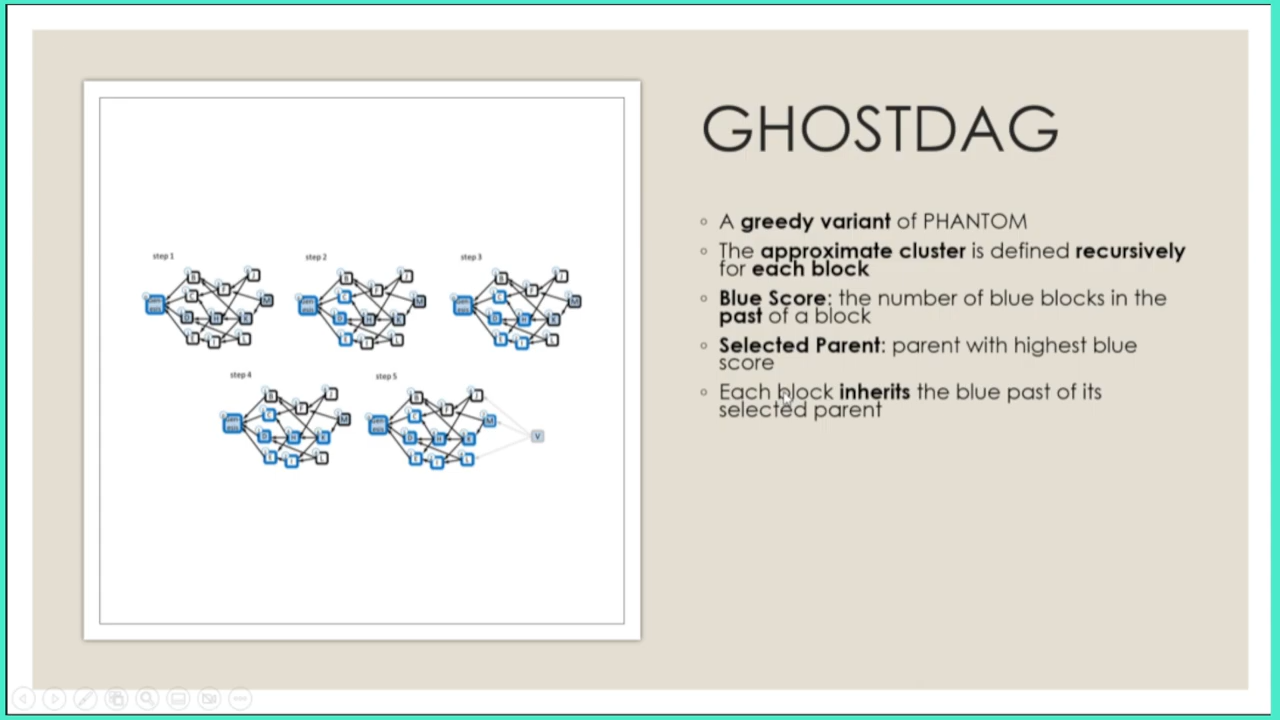 GHOSTDAG
◦ A greedy variant of PHANTOM
◦ The approximate cluster is defined recursively
for each block
◦ Blue Score: the number of blue blocks in the
past of a block
◦ Selected Parent: parent with highest blue
score
◦ Each block inherits the blue past of its
selected parent
step 1
step 2
step 3
step 4
step 5
V